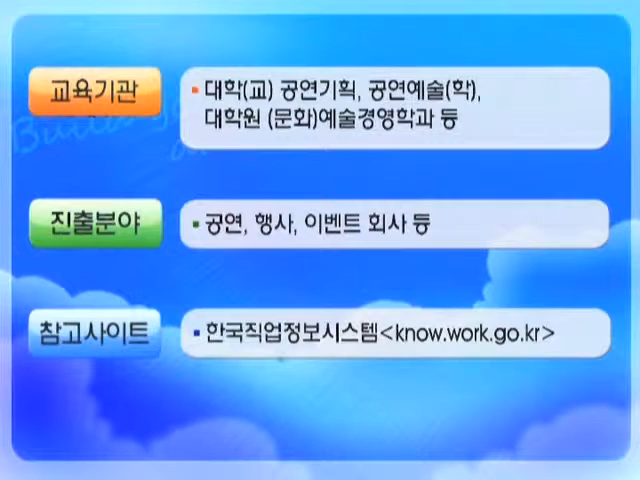 교육기관
대학(교) 공연기획, 공연예술(학),
대학원 (문화)예술경영학과 등
진출분야
공연, 행사, 이벤트 회사 등
참고사이트
한국직업정보시스템<know.work.go.kr>